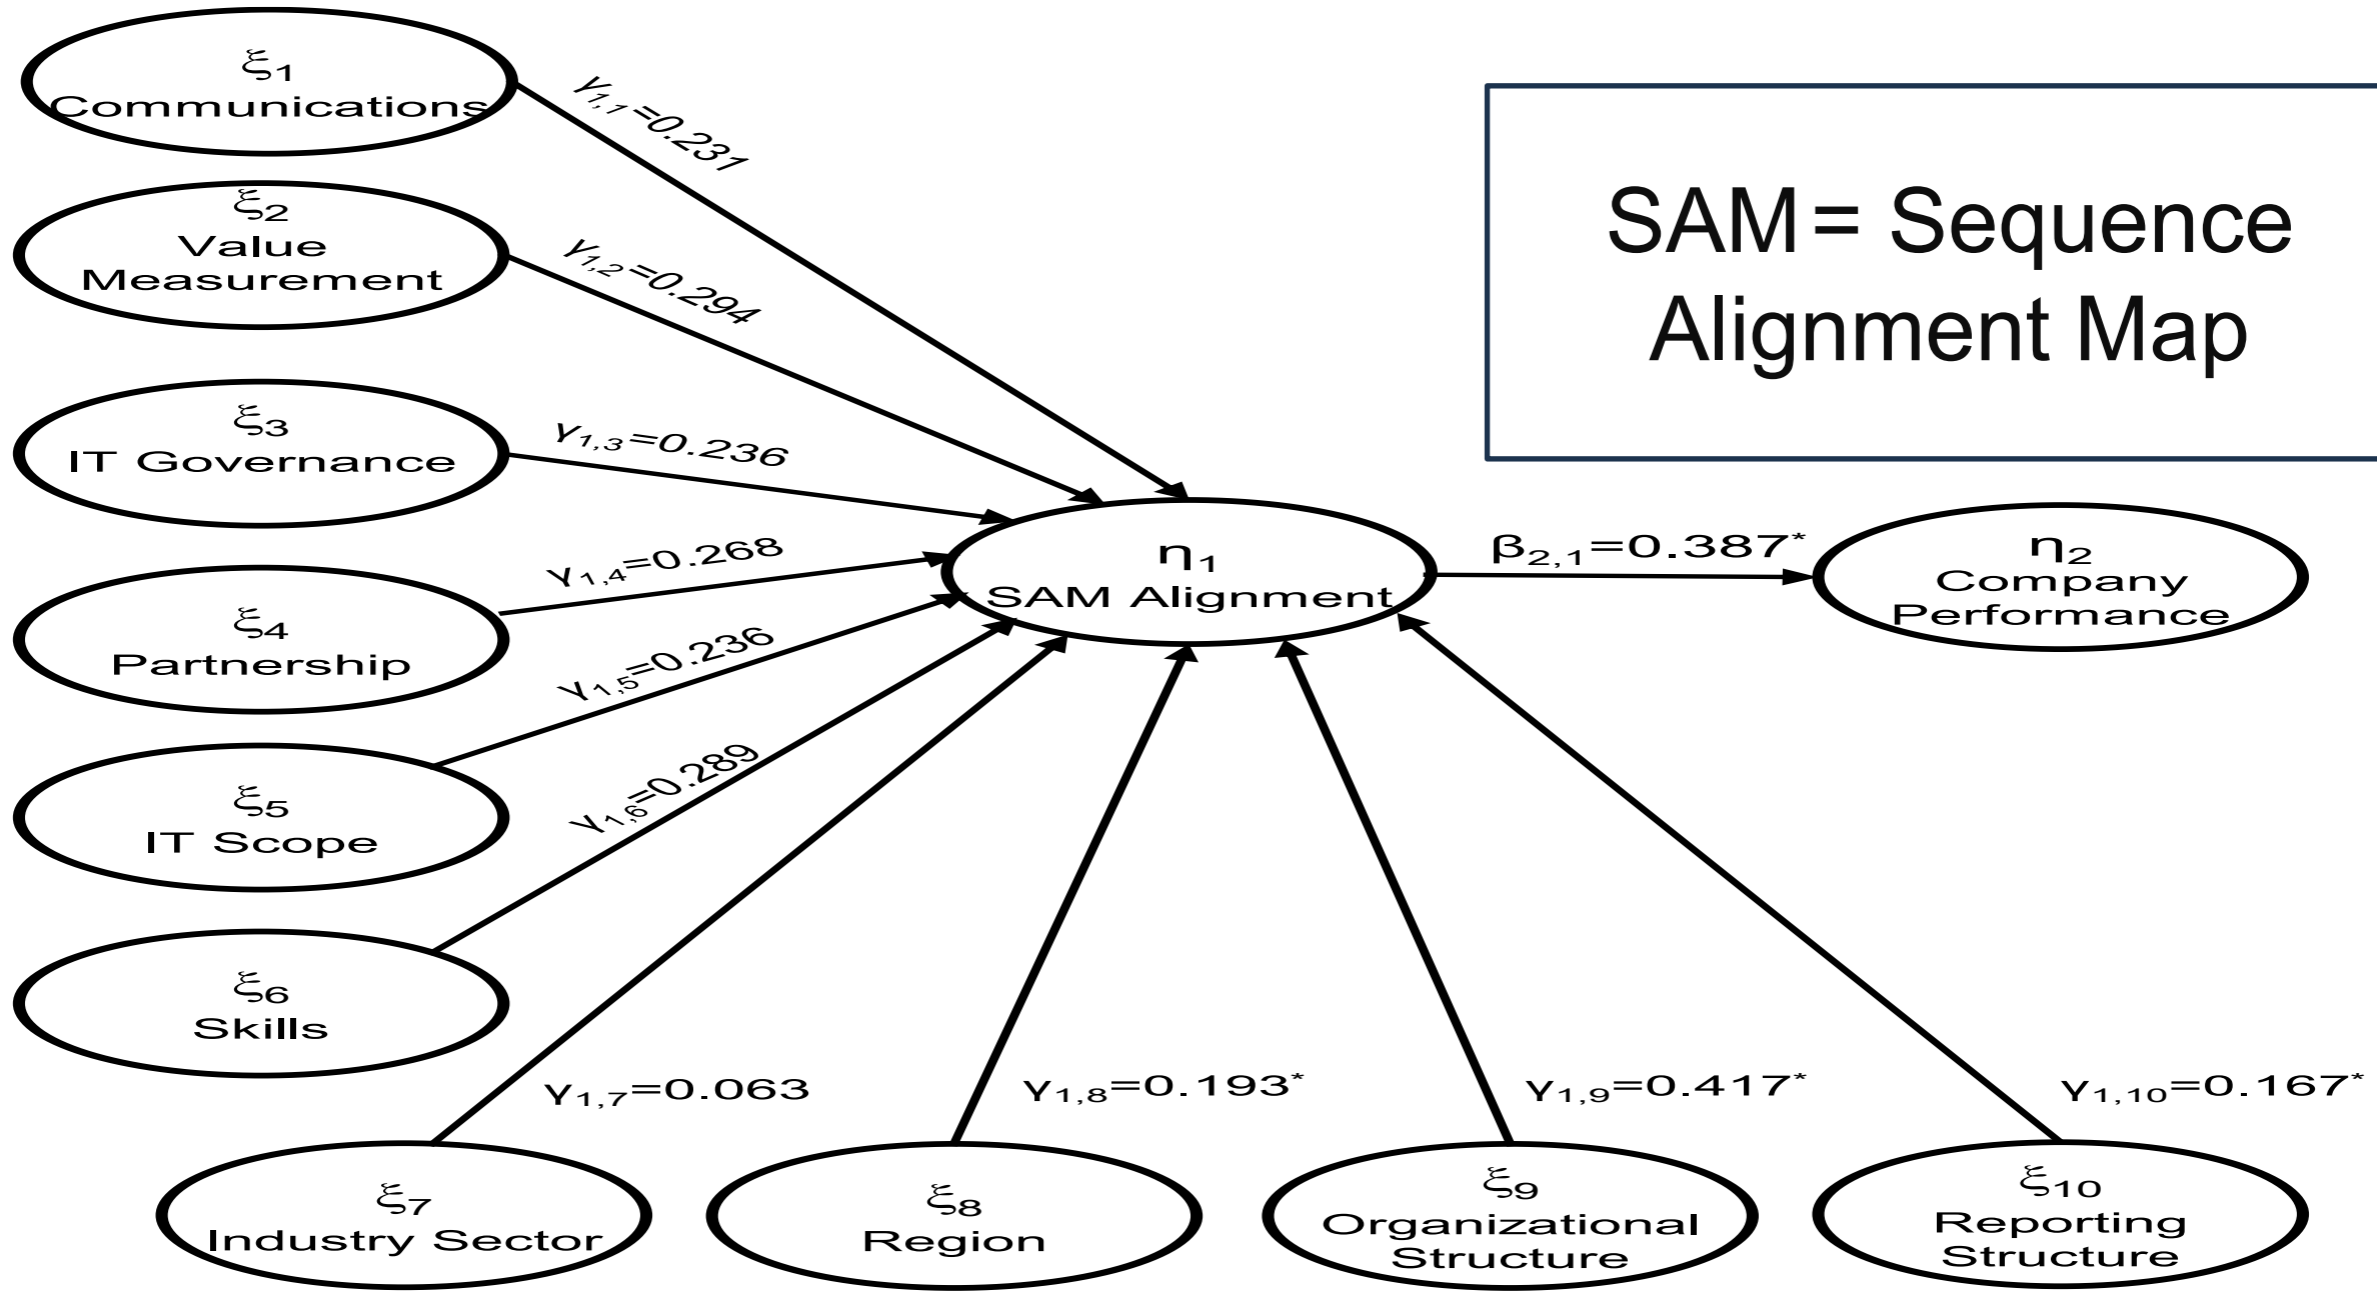 ξ1
Communications
γ1,1=0.231
SAM = Sequence
Alignment Map
ξ2
Value
Measurement
γ1,2=0.294
ξ3
IT Governance
γ1,3=0.236
ξ4
Partnership
γ1,4=0.268
η1
SAM Alignment
β2,1=0.387*
η2
Company
Performance
ξ5
IT Scope
γ1,5=0.236
ξ6
Skills
γ1,6=0.289
γ1,7=0.063
γ1,8=0.193*
γ1,9=0.417*
γ1,10=0.167*
ξ7
Industry Sector
ξ8
Region
ξ9
Organizational
Structure
ξ10
Reporting
Structure